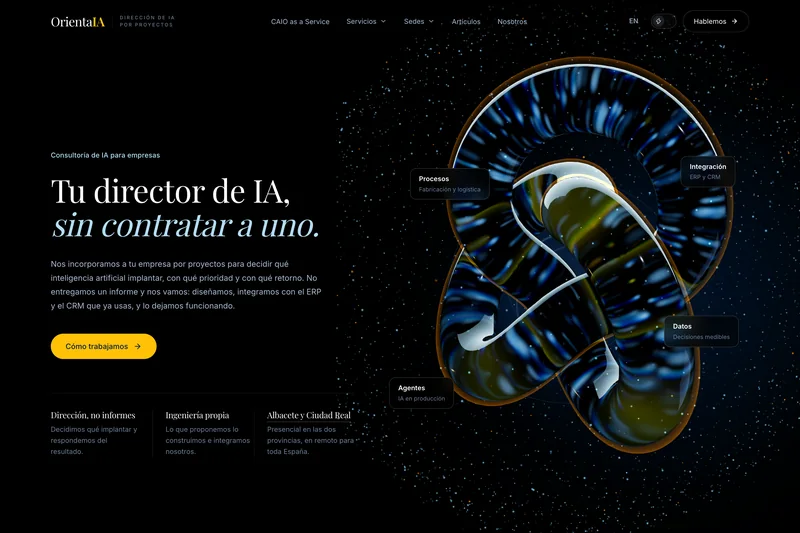 OrientaIA
DIRECCIÓN DE IA
POR PROYECTOS
CAIO as a Service
Servicios
Sedes
Artículos
Nosotros
EN
Hablemos →
Consultoría de IA para empresas
Tu director de IA,
sin contratar a uno.
Nos incorporamos a tu empresa por proyectos para decidir qué
inteligencia artificial implantar, con qué prioridad y con qué retorno. No
entregamos un informe y nos vamos: diseñamos, integramos con el ERP
y el CRM que ya usas, y lo dejamos funcionando.
Cómo trabajamos →
Procesos
Fabricación y logística
Integración
ERP y CRM
Datos
Decisiones medibles
Agentes
IA en producción
Dirección, no informes
Decidimos qué implantar y
respondemos del
resultado.
Ingeniería propia
Lo que proponemos lo
construimos e integramos
nosotros.
Albacete y Ciudad Real
Presencial en las dos
provincias, en remoto para
toda España.